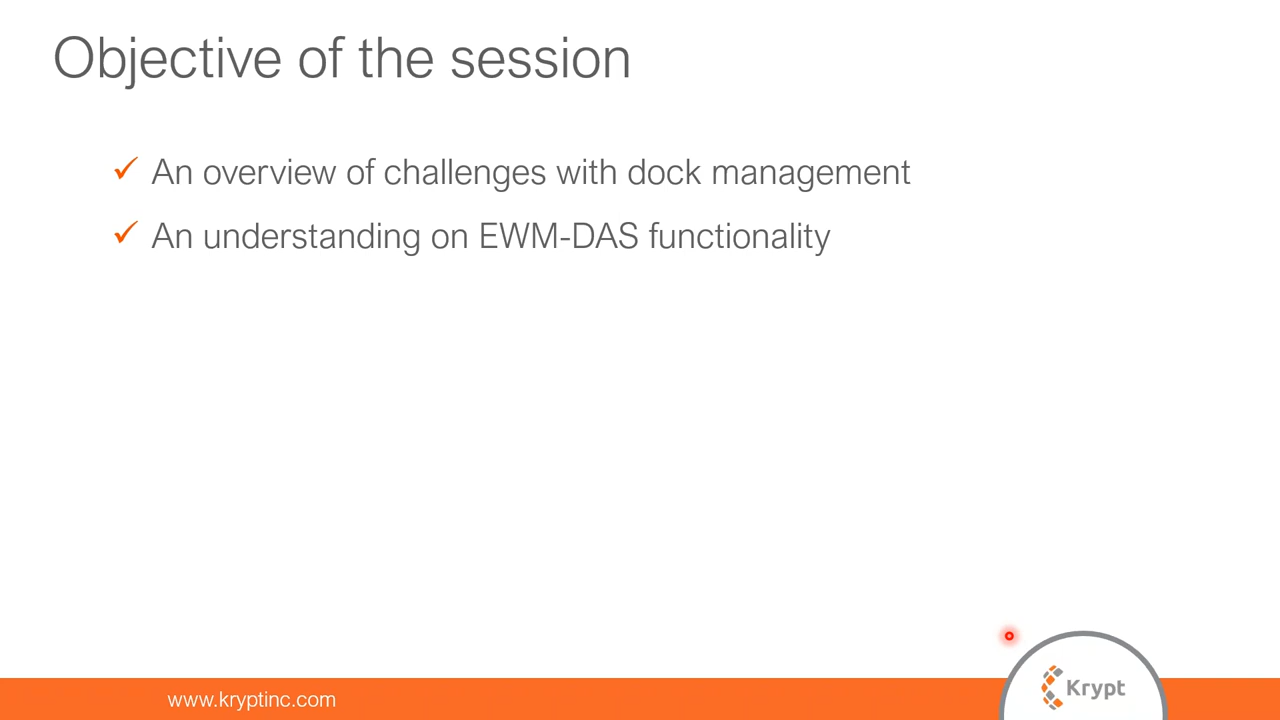 Objective of the session
An overview of challenges with dock management
An understanding on EWM-DAS functionality
www.kryptinc.com
Krypt